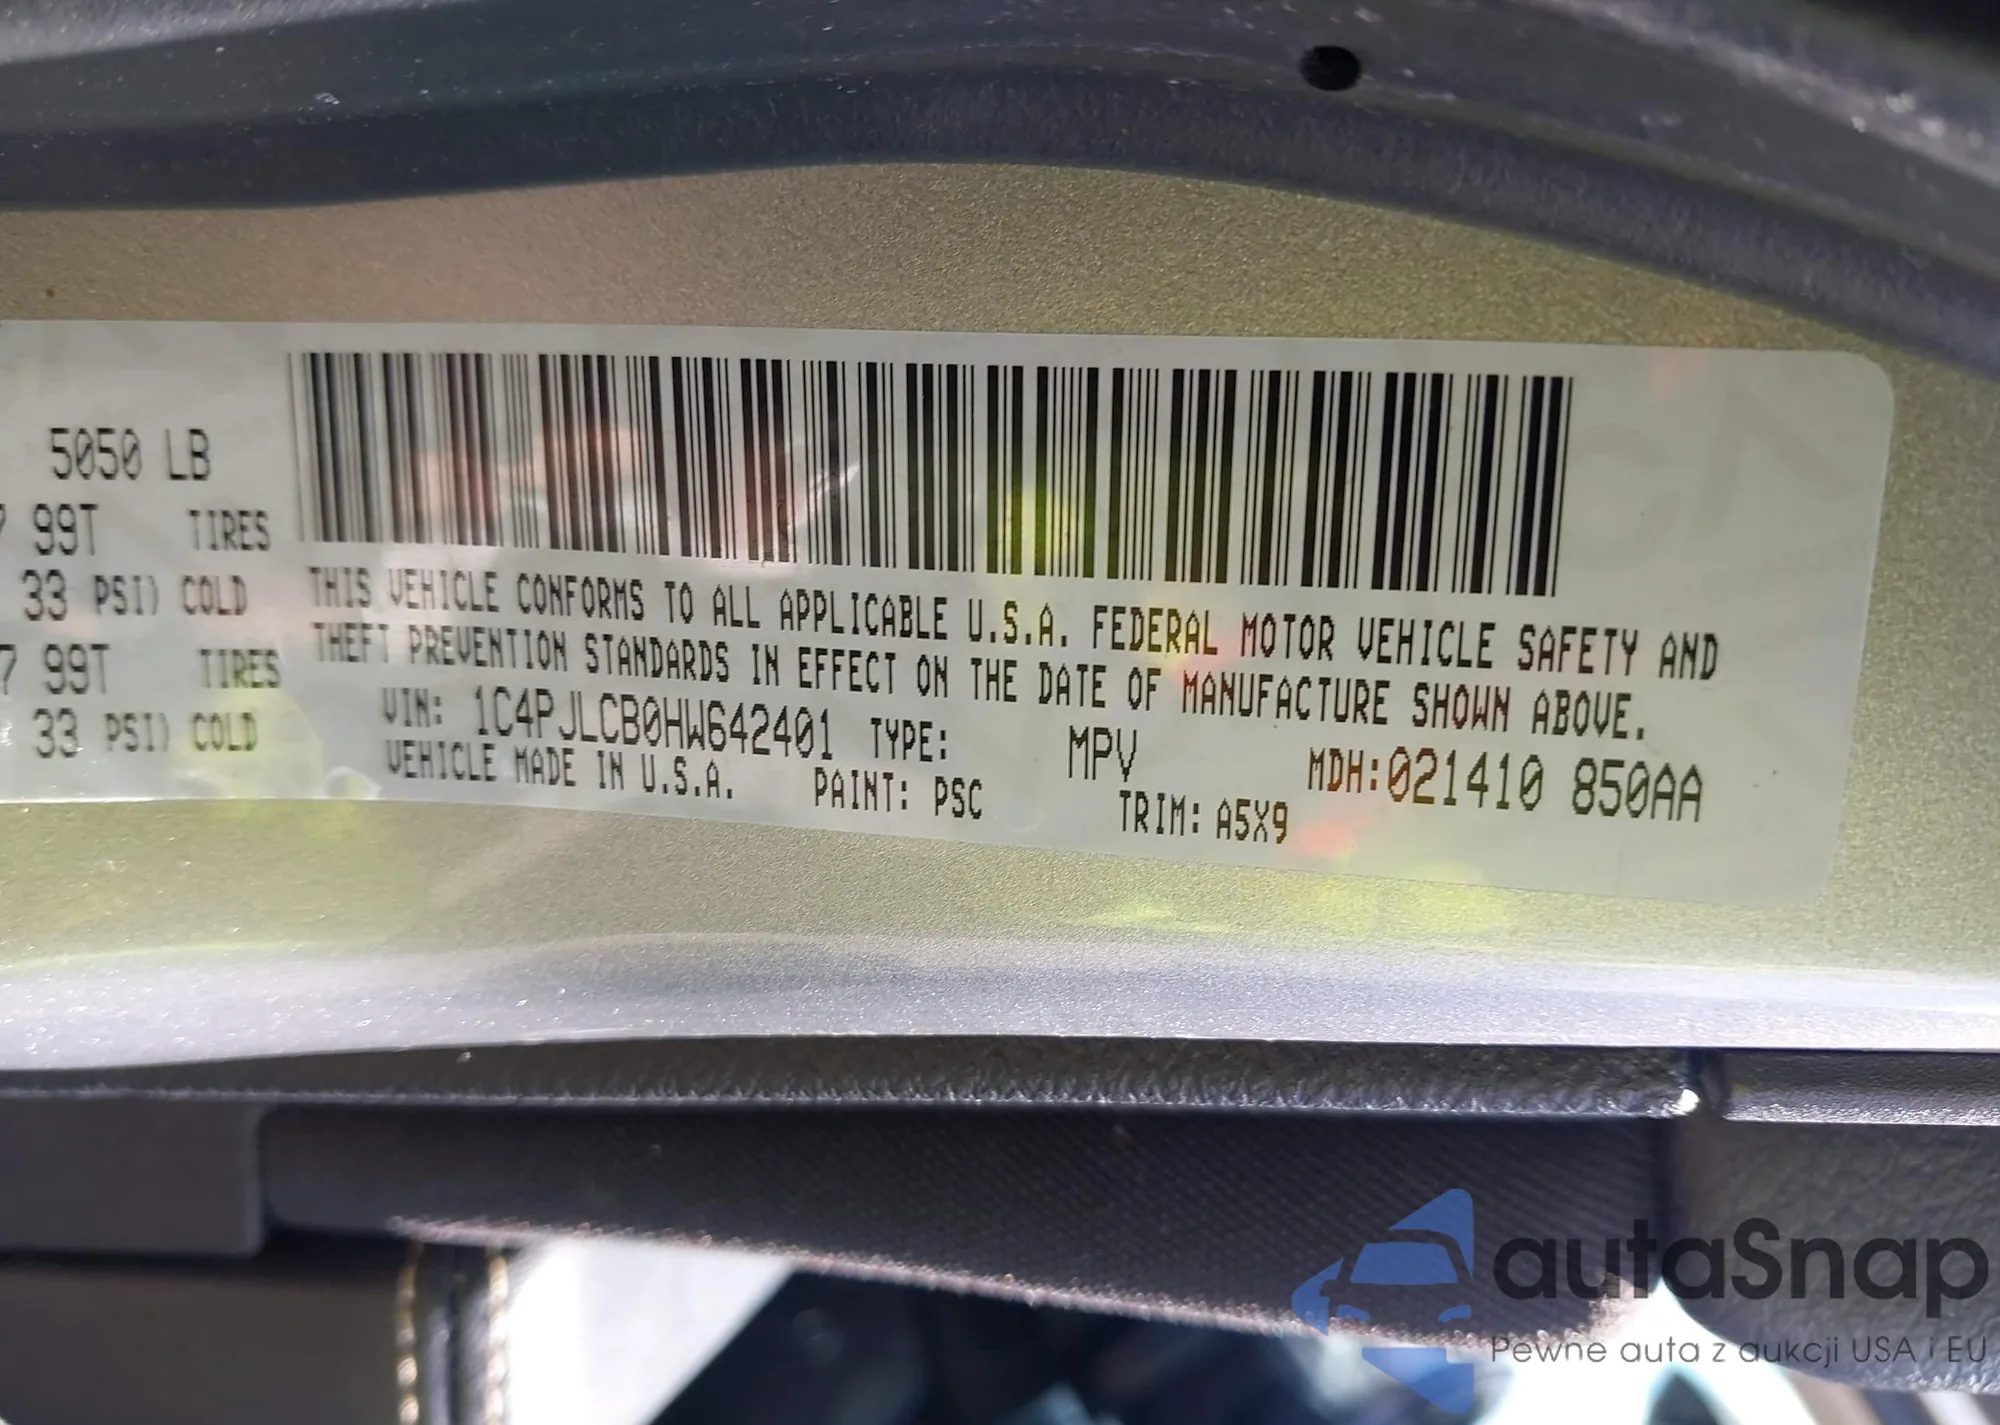 5050 LB
99T TIRES
33 PSI) COLD
7 99T TIRES
33 PSI) COLD
THIS VEHICLE CONFORMS TO ALL APPLICABLE U.S.A. FEDERAL MOTOR VEHICLE SAFETY AND
THEFT PREVENTION STANDARDS IN EFFECT ON THE DATE OF MANUFACTURE SHOWN ABOVE.
VIN: 1C4PJLCB0HW642401 TYPE: MPV MDH:021410 850AA
VEHICLE MADE IN U.S.A. PAINT: PSC TRIM: A5X9
autaSnap
Pewne auta z aukcji USA i EU